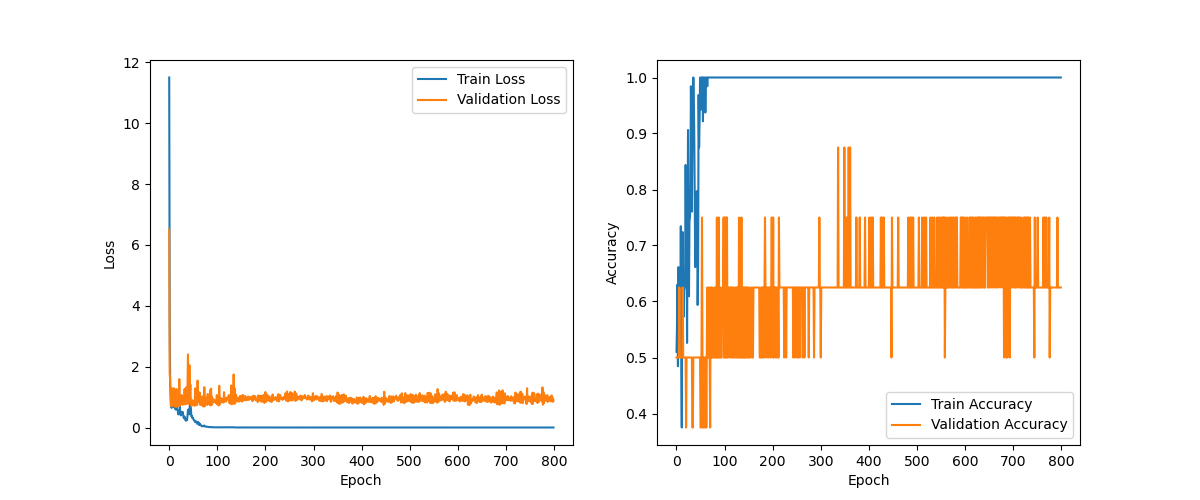 12
10
8
6
4
2
0
Loss
0 100 200 300 400 500 600 700 800
Epoch
Train Loss
Validation Loss
1.0
0.9
0.8
0.7
0.6
0.5
0.4
Accuracy
0 100 200 300 400 500 600 700 800
Epoch
Train Accuracy
Validation Accuracy